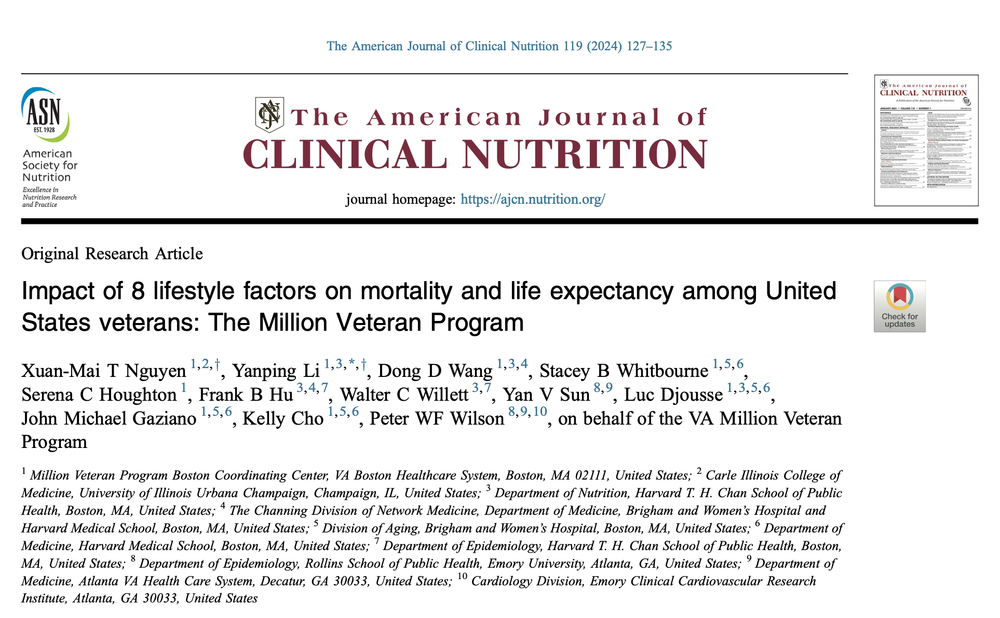 The American Journal of Clinical Nutrition 119 (2024) 127–135
ASN
EST. 1928
American
Society for
Nutrition
Excellence in
Nutrition Research
and Practice
The American Journal of
CLINICAL NUTRITION
journal homepage: https://ajcn.nutrition.org/
The American Journal of
CLINICAL NUTRITION
A Publication of the American Society for Nutrition
JANUARY 2024 • VOLUME 119 • NUMBER 1
Original Research Article
Impact of 8 lifestyle factors on mortality and life expectancy among United
States veterans: The Million Veteran Program
Check for
updates
Xuan-Mai T Nguyen 1,2,†, Yanping Li 1,3,*,†, Dong D Wang 1,3,4, Stacey B Whitbourne 1,5,6,
Serena C Houghton 1, Frank B Hu 3,4,7, Walter C Willett 3,7, Yan V Sun 8,9, Luc Djousse 1,3,5,6,
John Michael Gaziano 1,5,6, Kelly Cho 1,5,6, Peter WF Wilson 8,9,10, on behalf of the VA Million Veteran
Program
1 Million Veteran Program Boston Coordinating Center, VA Boston Healthcare System, Boston, MA 02111, United States; 2 Carle Illinois College of
Medicine, University of Illinois Urbana Champaign, Champaign, IL, United States; 3 Department of Nutrition, Harvard T. H. Chan School of Public
Health, Boston, MA, United States; 4 The Channing Division of Network Medicine, Department of Medicine, Brigham and Women's Hospital and
Harvard Medical School, Boston, MA, United States; 5 Division of Aging, Brigham and Women's Hospital, Boston, MA, United States; 6 Department of
Medicine, Harvard Medical School, Boston, MA, United States; 7 Department of Epidemiology, Harvard T. H. Chan School of Public Health, Boston,
MA, United States; 8 Department of Epidemiology, Rollins School of Public Health, Emory University, Atlanta, GA, United States; 9 Department of
Medicine, Atlanta VA Health Care System, Decatur, GA 30033, United States; 10 Cardiology Division, Emory Clinical Cardiovascular Research
Institute, Atlanta, GA 30033, United States